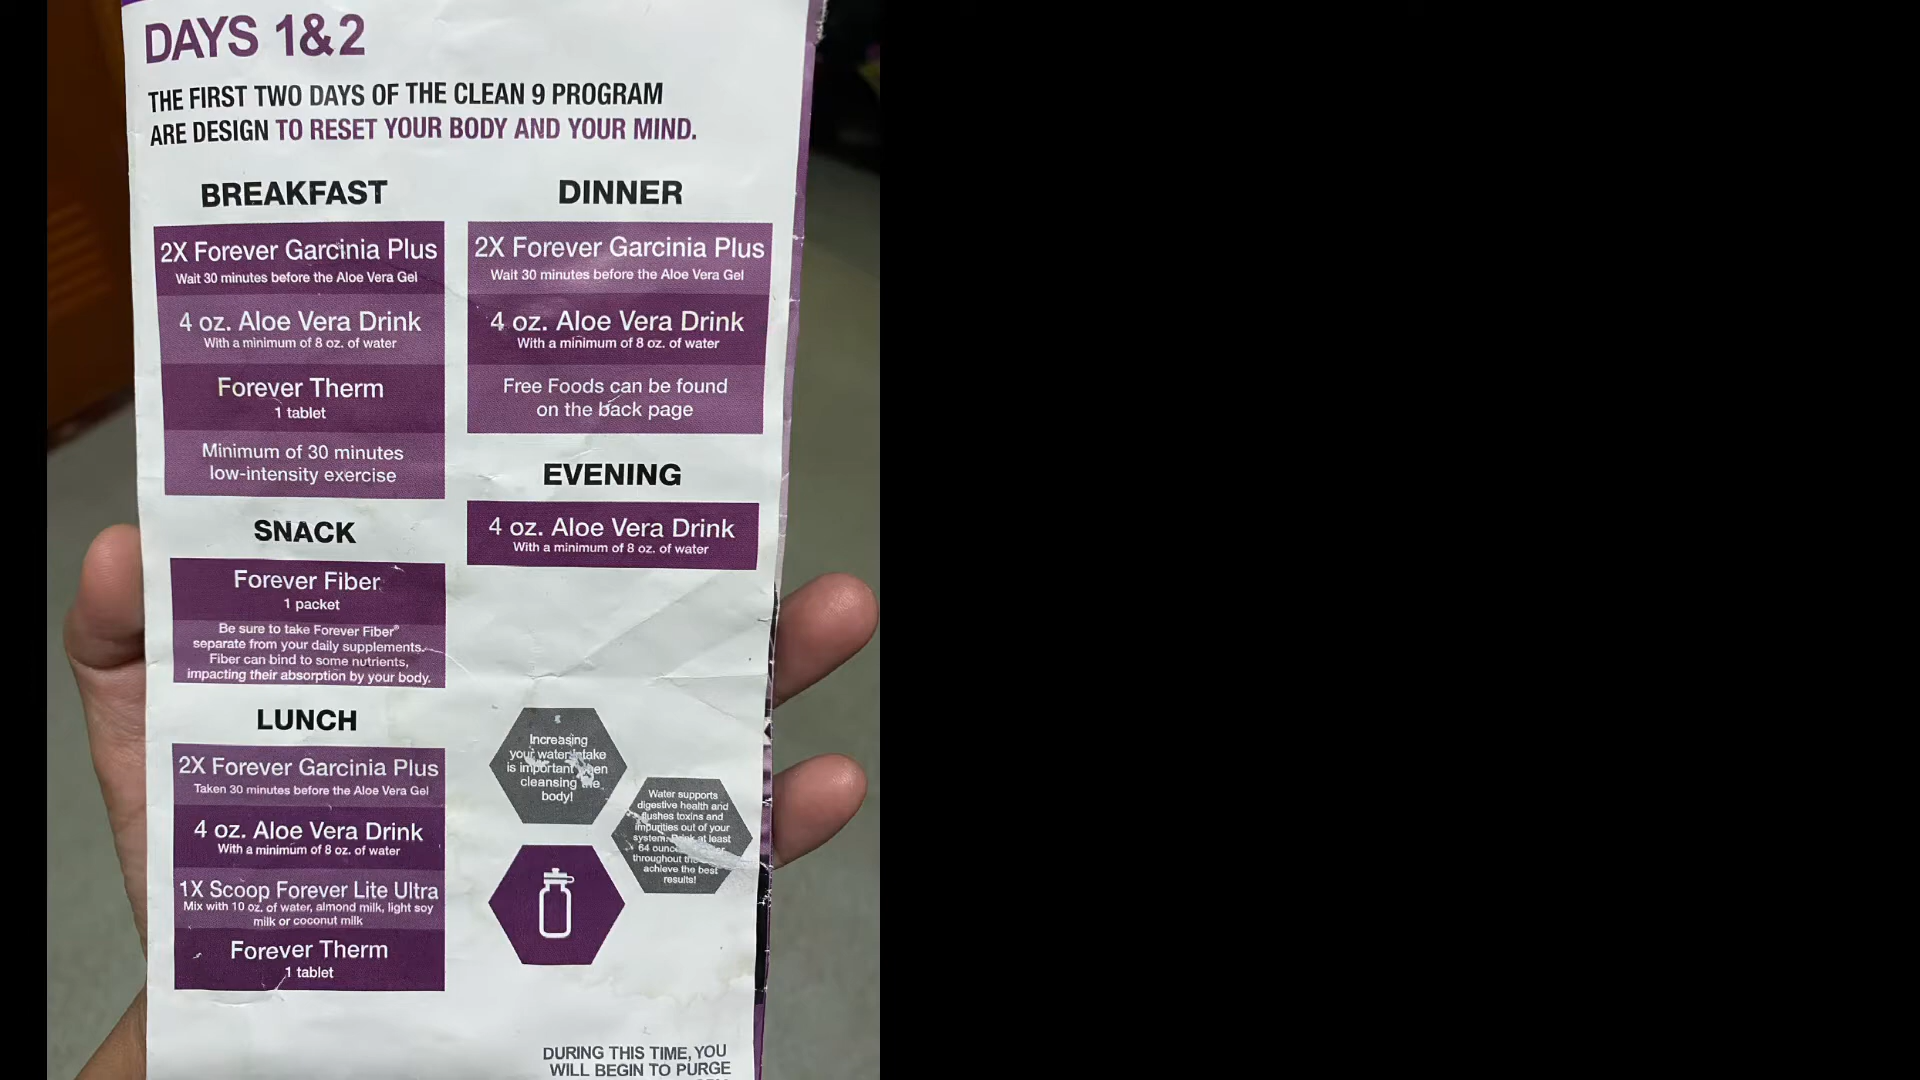 DAYS 1&2
THE FIRST TWO DAYS OF THE CLEAN 9 PROGRAM
ARE DESIGN TO RESET YOUR BODY AND YOUR MIND.
BREAKFAST
2X Forever Garcinia Plus
Wait 30 minutes before the Aloe Vera Gel
4 oz. Aloe Vera Drink
With a minimum of 8 oz. of water
Forever Therm
1 tablet
Minimum of 30 minutes
low-intensity exercise
SNACK
Forever Fiber
1 packet
Be sure to take Forever Fiber®
separate from your daily supplements.
Fiber can bind to some nutrients,
impacting their absorption by your body.
LUNCH
2X Forever Garcinia Plus
Taken 30 minutes before the Aloe Vera Gel
4 oz. Aloe Vera Drink
With a minimum of 8 oz. of water
1X Scoop Forever Lite Ultra
Mix with 10 oz. of water, almond milk, light soy
milk or coconut milk
Forever Therm
1 tablet
DINNER
2X Forever Garcinia Plus
Wait 30 minutes before the Aloe Vera Gel
4 oz. Aloe Vera Drink
With a minimum of 8 oz. of water
Free Foods can be found
on the back page
EVENING
4 oz. Aloe Vera Drink
With a minimum of 8 oz. of water
Increasing
your water intake
is important
cleansing
body!
Water supports
digestive health and
flushes toxins and
impurities out of your
system. at least
64
throughout
achieve the best
results!
DURING THIS TIME, YOU
WILL BEGIN TO PURGE